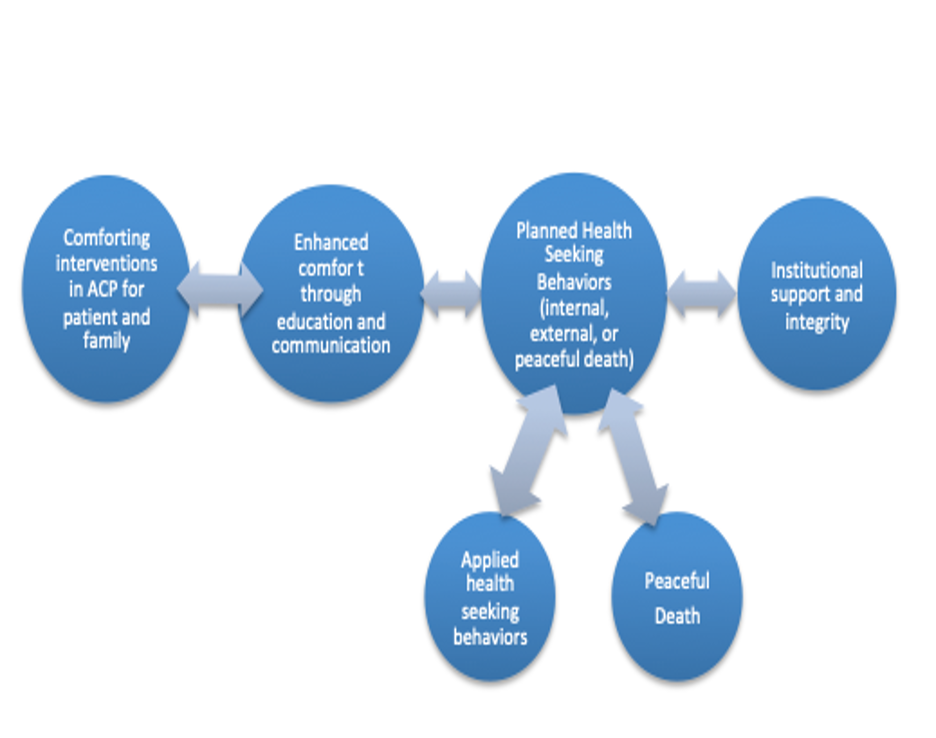 Comforting
interventions
in ACP for
patient and
family
Enhanced
comfor t
through
education and
communication
Planned Health
Seeking
Behaviors
(internal,
external, or
peaceful death)
Institutional
support and
integrity
Applied
health
seeking
behaviors
Peaceful
Death